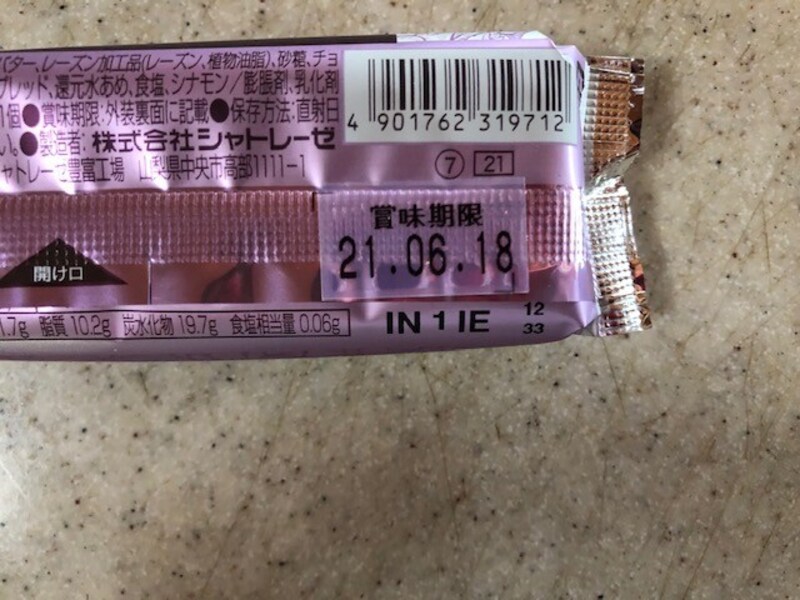 バター、レーズン加工品(レーズン、植物油脂)、砂糖、チョ
ブレッド、還元水あめ、食塩、シナモン/膨脹剤、乳化剤
1個●賞味期限:外装裏面に記載●保存方法:直射日
い。●製造者:株式会社シャトレーゼ
ャトレーゼ豊富工場 山梨県中央市高部1111-1
4 901762 319712
7 21
賞味期限
21.06.18
開け口
.7g 脂質 10.2g 炭水化物 19.7g 食塩相当量 0.06g
IN 1 IE
12
33